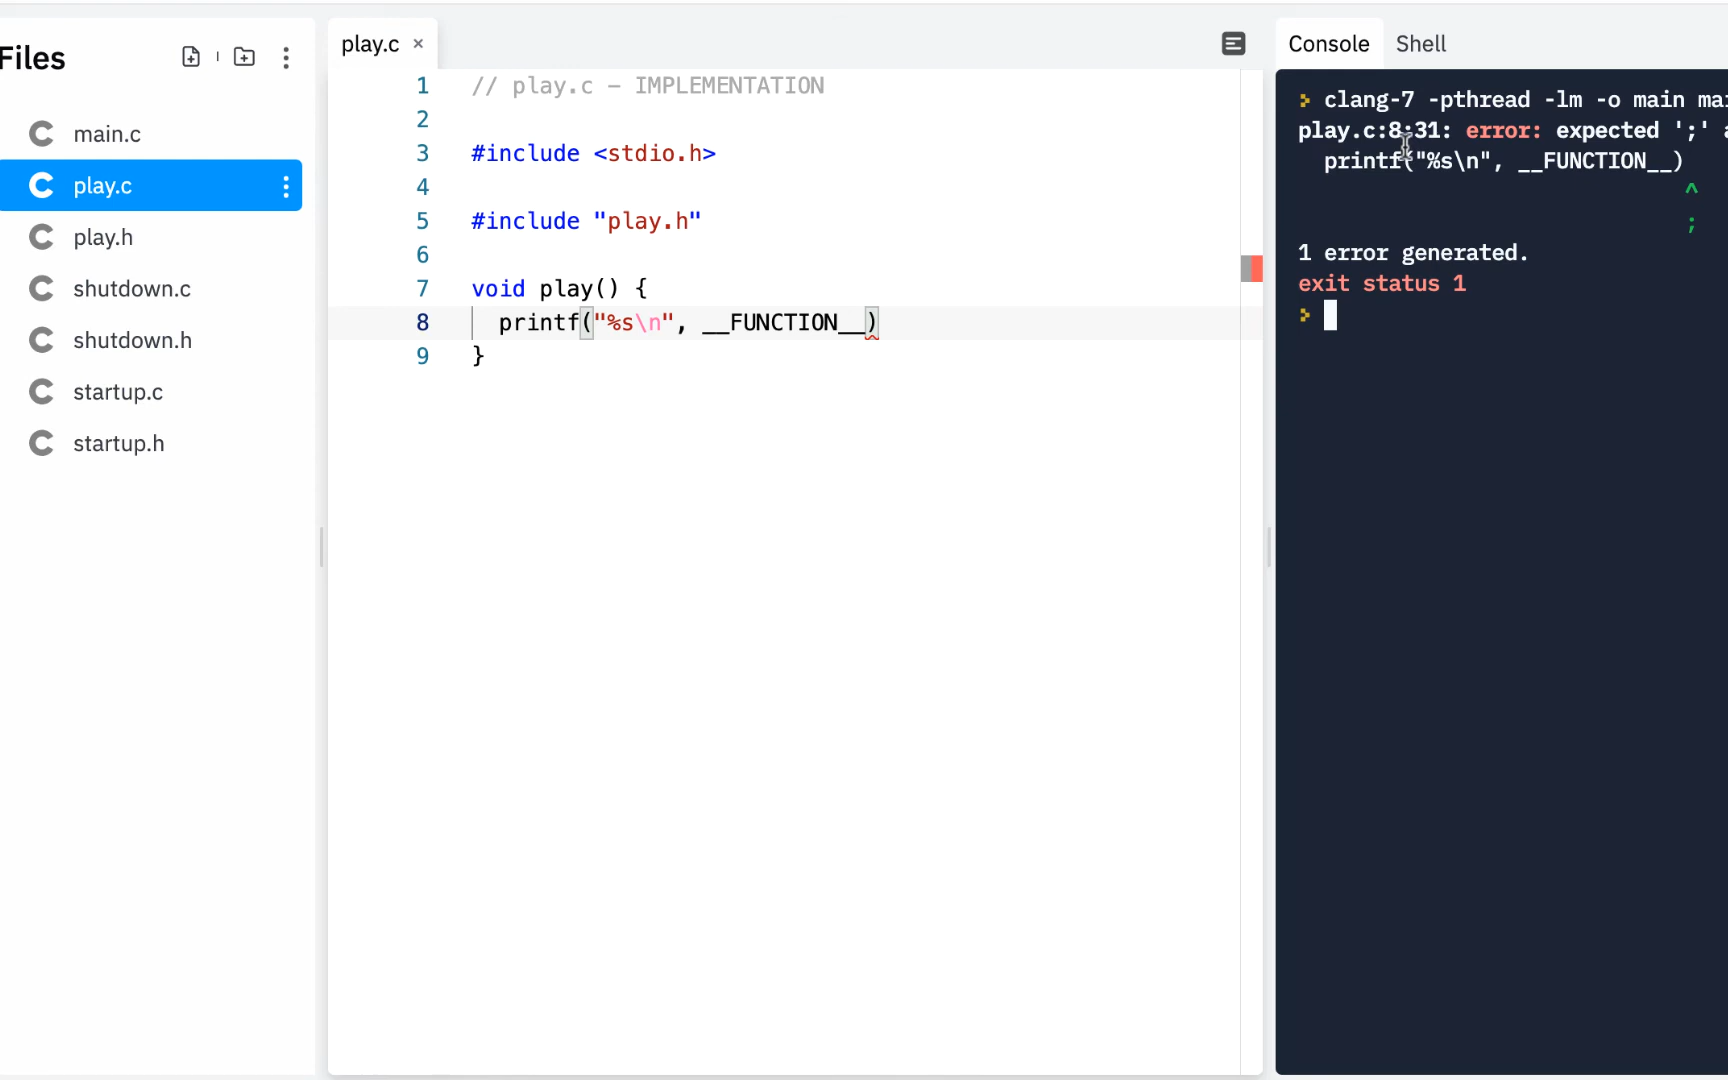 Files
main.c
play.c
play.h
shutdown.c
shutdown.h
startup.c
startup.h
play.c ×
1 // play.c - IMPLEMENTATION
2
3 #include <stdio.h>
4
5 #include "play.h"
6
7 void play() {
8 printf("%s\n", __FUNCTION__)
9 }
Console Shell
clang-7 -pthread -lm -o main
play.c:8:31: error: expected ';'
printf("%s\n", __FUNCTION__)
^
;
1 error generated.
exit status 1